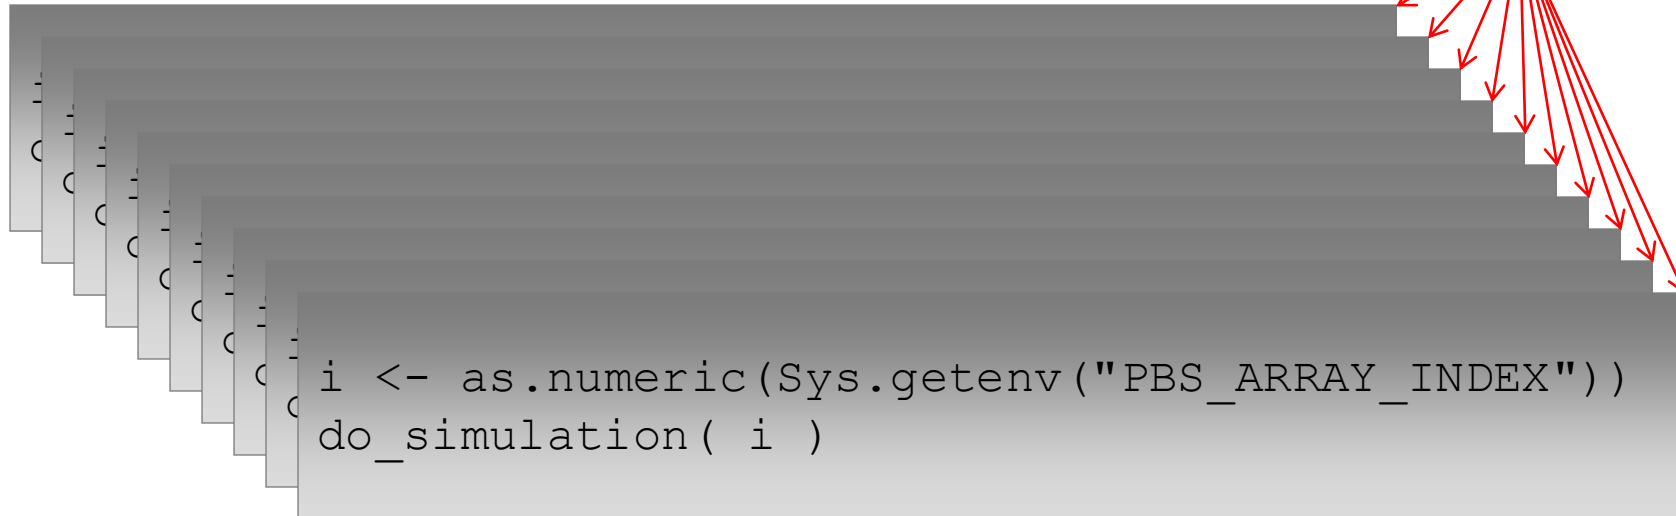 i <- as.numeric(Sys.getenv("PBS_ARRAY_INDEX"))
do_simulation( i )